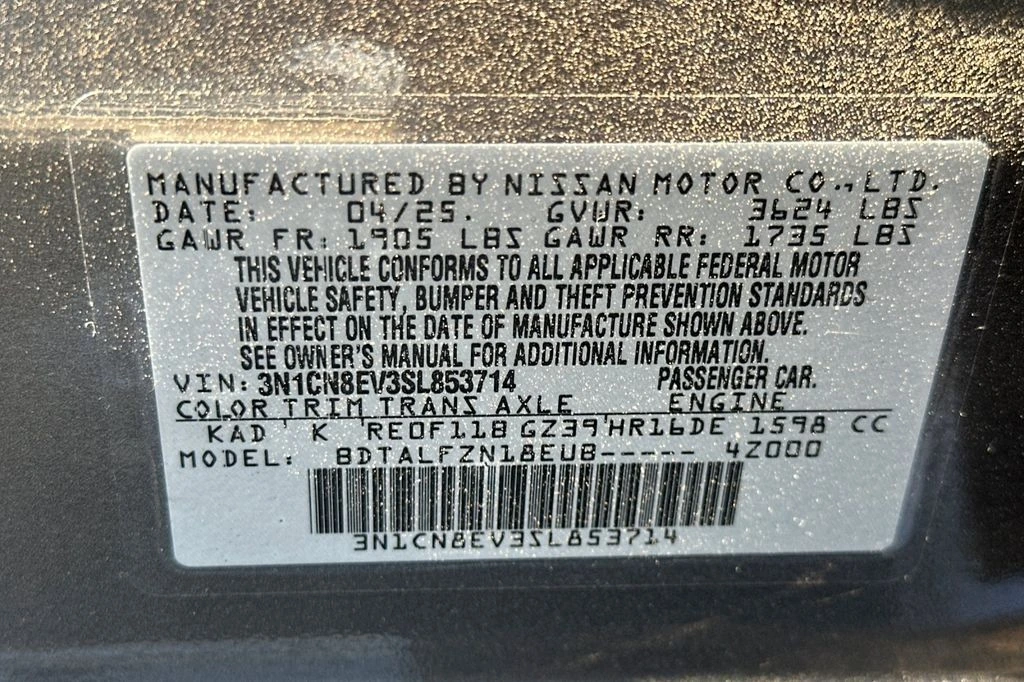 MANUFACTURED BY NISSAN MOTOR CO.,LTD.
DATE: 04/25. GVWR: 3624 LBS
GAWR FR: 1905 LBS GAWR RR: 1735 LBS
THIS VEHICLE CONFORMS TO ALL APPLICABLE FEDERAL MOTOR
VEHICLE SAFETY, BUMPER AND THEFT PREVENTION STANDARDS
IN EFFECT ON THE DATE OF MANUFACTURE SHOWN ABOVE.
SEE OWNER'S MANUAL FOR ADDITIONAL INFORMATION.
VIN: 3N1CN8EV3SL853714 PASSENGER CAR.
COLOR TRIM TRANS AXLE ENGINE
KAD K RE0F11B GZ39 HR16DE 1598 CC
MODEL: BDTALFZN18EUB----- 4Z000
3N1CN8EV3SL853714